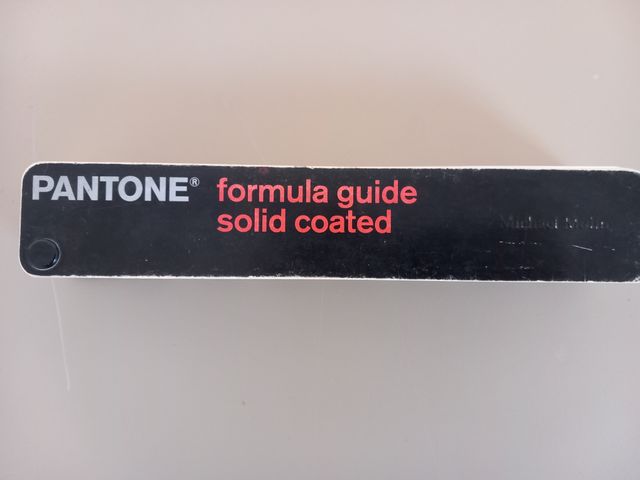 PANTONE®
formula guide
solid coated